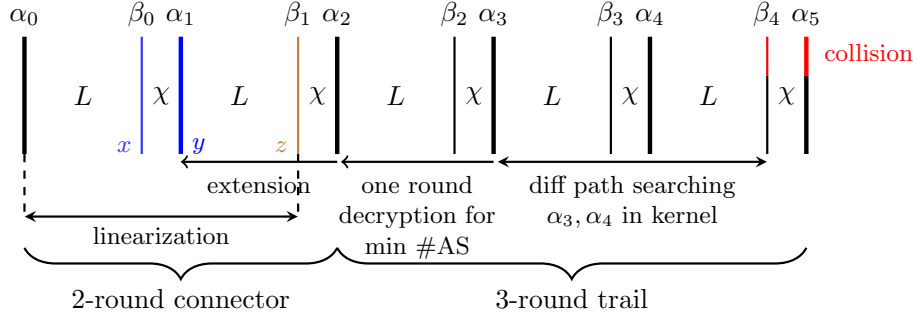 α₀ β₀ α₁ β₁ α₂ β₂ α₃ β₃ α₄ β₄ α₅
collision
L χ L χ L χ L χ L χ
x y z
extension
one round
decryption for
min #AS
diff path searching
α₃, α₄ in kernel
linearization
2-round connector
3-round trail